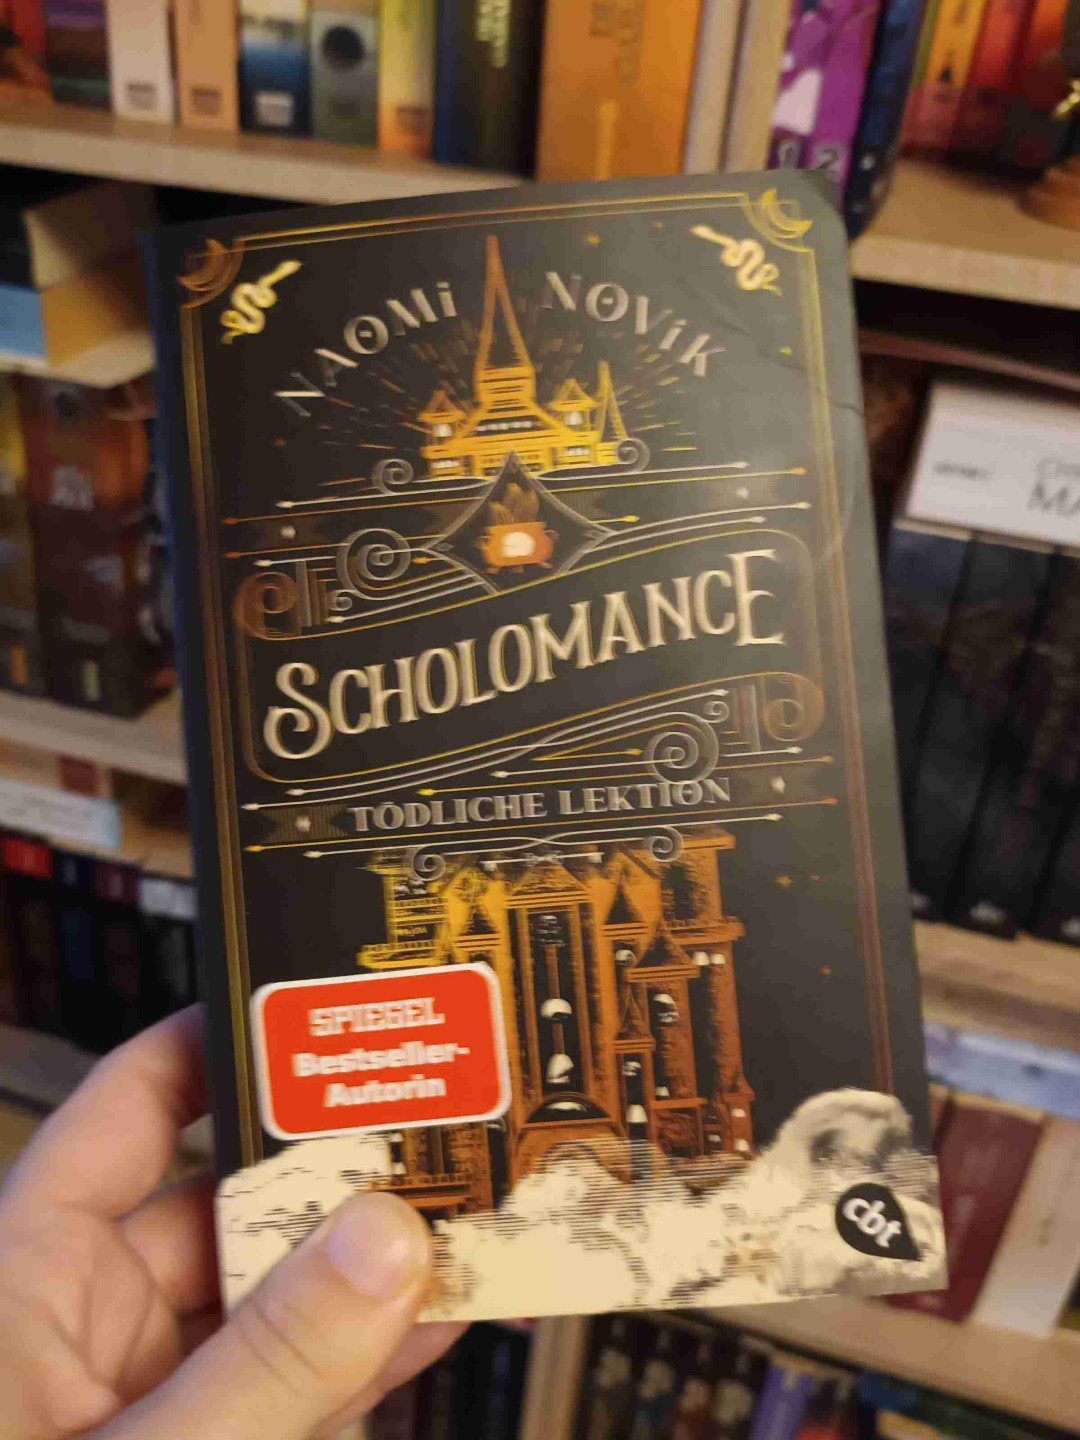 NAOMi NOViK
SCHOLOMANCE
TÖDLICHE LEKTION
SPIEGEL
Bestseller-
Autorin
cbt